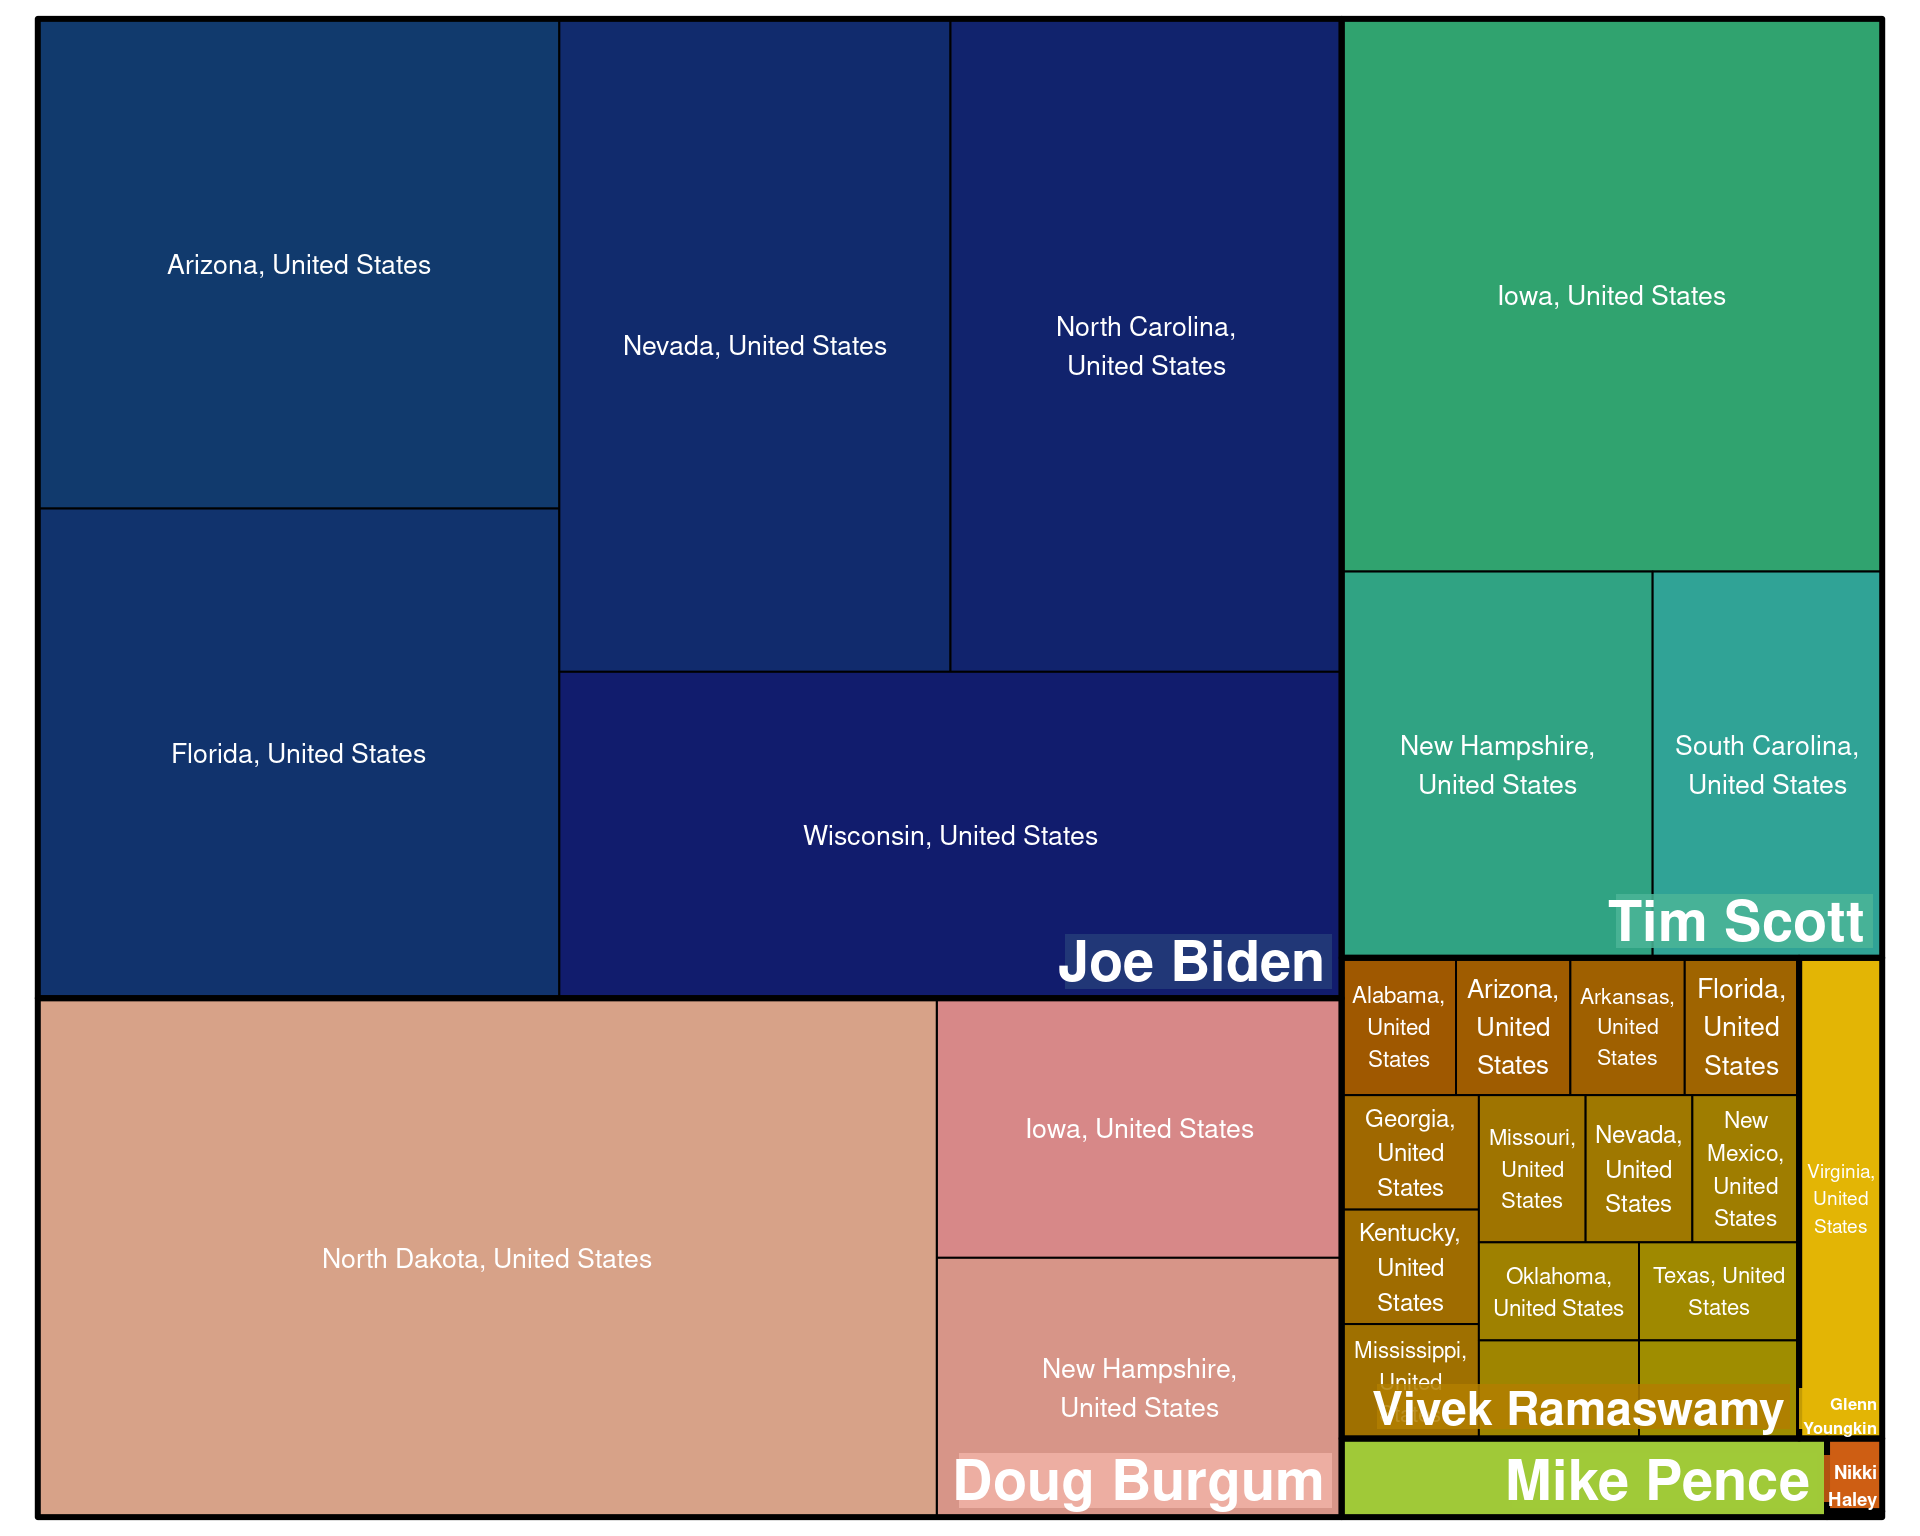 Arizona, United States
Florida, United States
Nevada, United States
North Carolina,
United States
Wisconsin, United States
Joe Biden
Iowa, United States
New Hampshire,
United States
South Carolina,
United States
Tim Scott
North Dakota, United States
Iowa, United States
New Hampshire,
United States
Doug Burgum
Alabama,
United
States
Arizona,
United
States
Arkansas,
United
States
Florida,
United
States
Georgia,
United
States
Kentucky,
United
States
Mississippi,
United
Missouri,
United
States
Nevada,
United
States
New
Mexico,
United
States
Oklahoma,
United States
Texas, United
States
Vivek Ramaswamy
Virginia,
United
States
Glenn
Youngkin
Mike Pence
Nikki
Haley